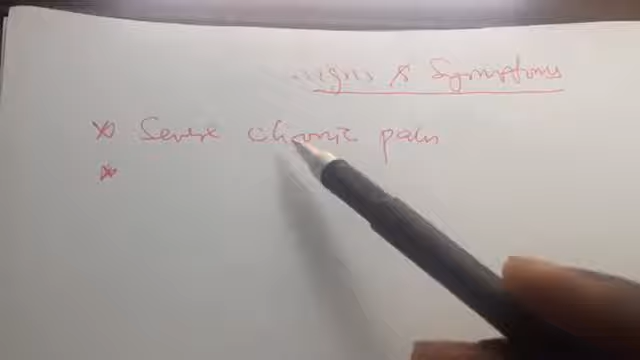 signs & Symptoms
* Severe chronic pain
*